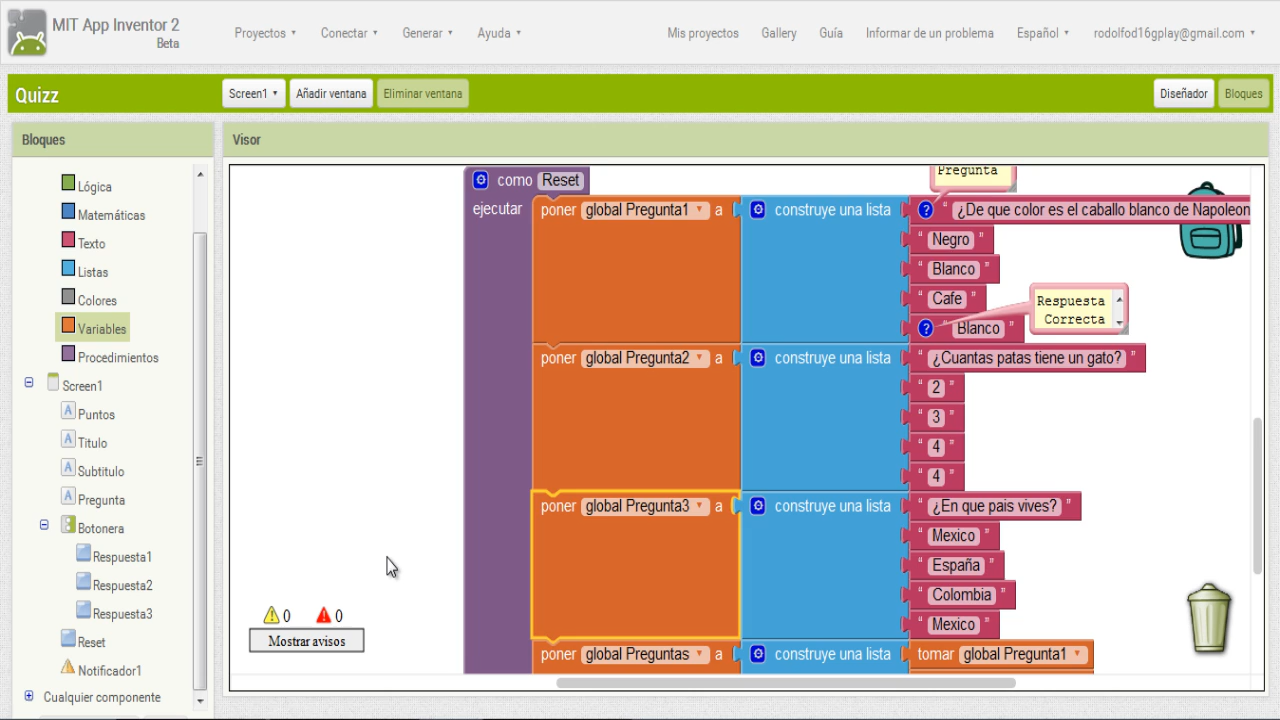 MIT App Inventor 2
Beta
Proyectos Conectar Generar Ayuda Mis proyectos Gallery Guía Informar de un problema Español rodolfod16gplay@gmail.com
Quizz Screen1 Añadir ventana Eliminar ventana Diseñador Bloques
Bloques
Lógica
Matemáticas
Texto
Listas
Colores
Variables
Procedimientos
Screen1
Puntos
Titulo
Subtitulo
Pregunta
Botonera
Respuesta1
Respuesta2
Respuesta3
Reset
Notificador1
Cualquier componente
Visor
Pregunta
como Reset
ejecutar poner global Pregunta1 a construye una lista ? “ ¿De que color es el caballo blanco de Napoleon
“ Negro ”
“ Blanco ”
“ Cafe ”
Respuesta
Correcta
? “ Blanco ”
poner global Pregunta2 a construye una lista “ ¿Cuantas patas tiene un gato? ”
“ 2 ”
“ 3 ”
“ 4 ”
“ 4 ”
poner global Pregunta3 a construye una lista “ ¿En que pais vives? ”
“ Mexico ”
“ España ”
“ Colombia ”
“ Mexico ”
poner global Preguntas a construye una lista tomar global Pregunta1
0 0
Mostrar avisos